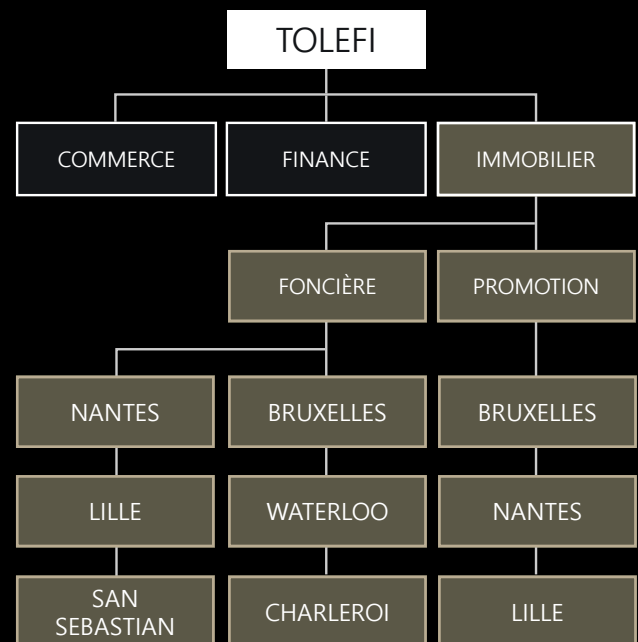 TOLEFI
COMMERCE
FINANCE
IMMOBILIER
FONCIÈRE
PROMOTION
NANTES
BRUXELLES
BRUXELLES
LILLE
WATERLOO
NANTES
SAN
SEBASTIAN
CHARLEROI
LILLE